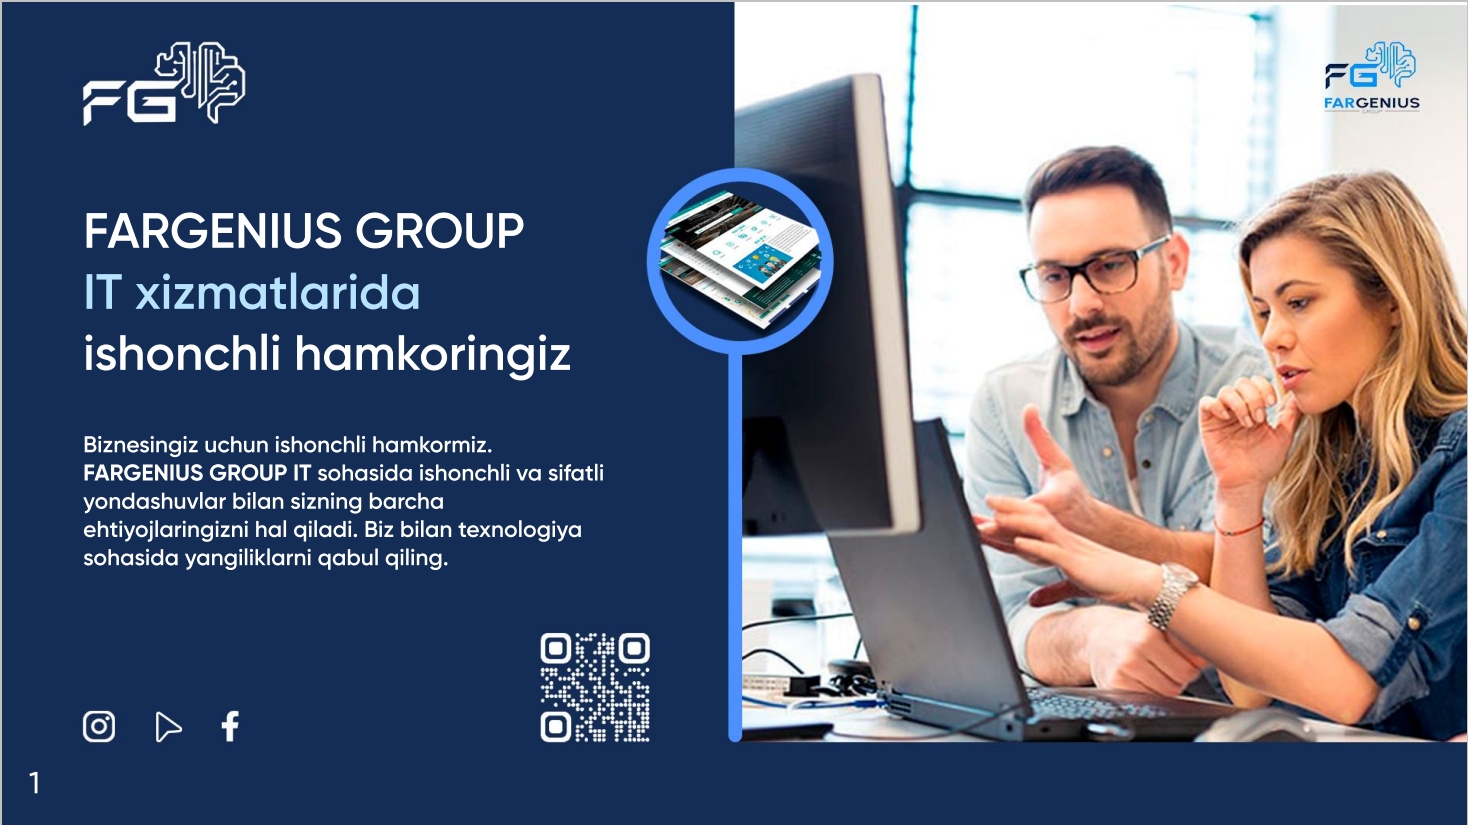 FG
FARGENIUS
GROUP
FARGENIUS GROUP
IT xizmatlarida
ishonchli hamkoringiz
Biznesingiz uchun ishonchli hamkormiz.
FARGENIUS GROUP IT sohasida ishonchli va sifatli
yondashuvlar bilan sizning barcha
ehtiyojlaringizni hal qiladi. Biz bilan texnologiya
sohasida yangiliklarni qabul qiling.
1